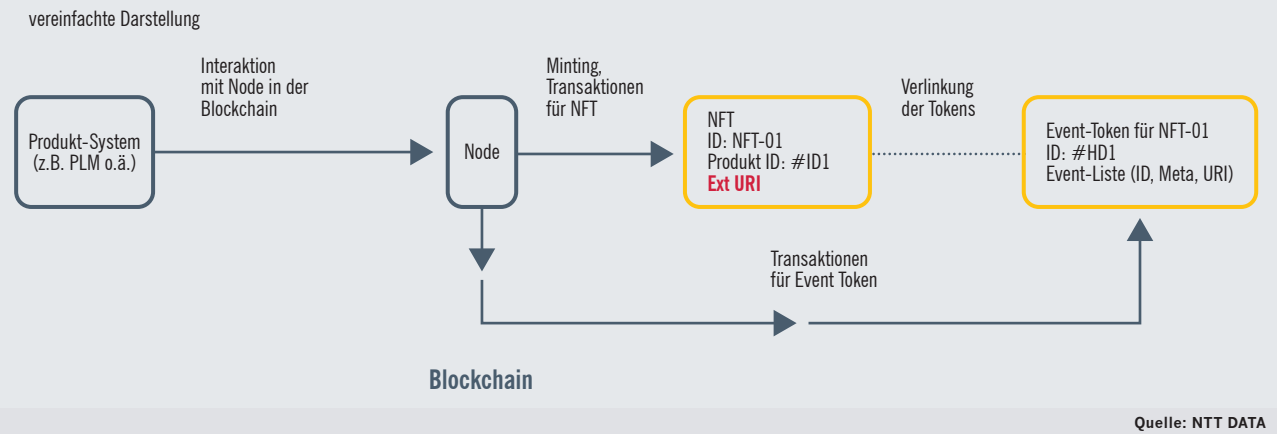 vereinfachte Darstellung
Interaktion
mit Node in der
Blockchain
Minting,
Transaktionen
für NFT
Verlinkung
der Tokens
Produkt-System
(z.B. PLM o.ä.)
Node
NFT
ID: NFT-01
Produkt ID: #ID1
Ext URI
Event-Token für NFT-01
ID: #HD1
Event-Liste (ID, Meta, URI)
Transaktionen
für Event Token
Blockchain
Quelle: NTT DATA